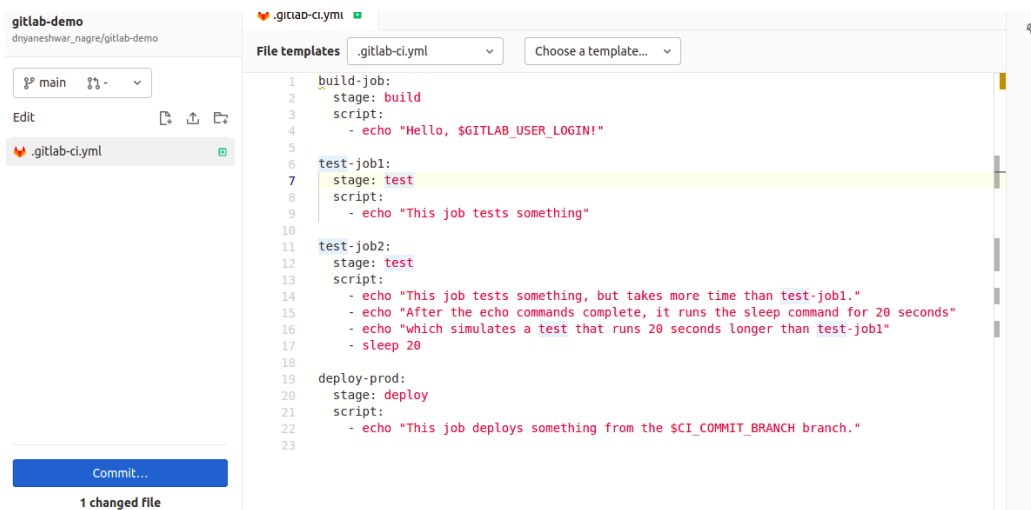 gitlab-demo
dnyaneshwar_nagre/gitlab-demo
main
-
Edit
.gitlab-ci.yml
Commit...
1 changed file
.gitlab-ci.yml
File templates
.gitlab-ci.yml
Choose a template...
1 build-job:
2 stage: build
3 script:
4 - echo "Hello, $GITLAB_USER_LOGIN!"
5
6 test-job1:
7 stage: test
8 script:
9 - echo "This job tests something"
10
11 test-job2:
12 stage: test
13 script:
14 - echo "This job tests something, but takes more time than test-job1."
15 - echo "After the echo commands complete, it runs the sleep command for 20 seconds"
16 - echo "which simulates a test that runs 20 seconds longer than test-job1"
17 - sleep 20
18
19 deploy-prod:
20 stage: deploy
21 script:
22 - echo "This job deploys something from the $CI_COMMIT_BRANCH branch."
23